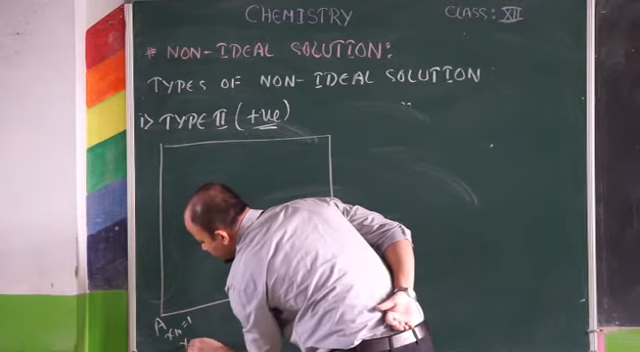 CHEMISTRY
CLASS: XII
* NON-IDEAL SOLUTION:
TYPES OF NON-IDEAL SOLUTION
i> TYPE II (+ve)
A